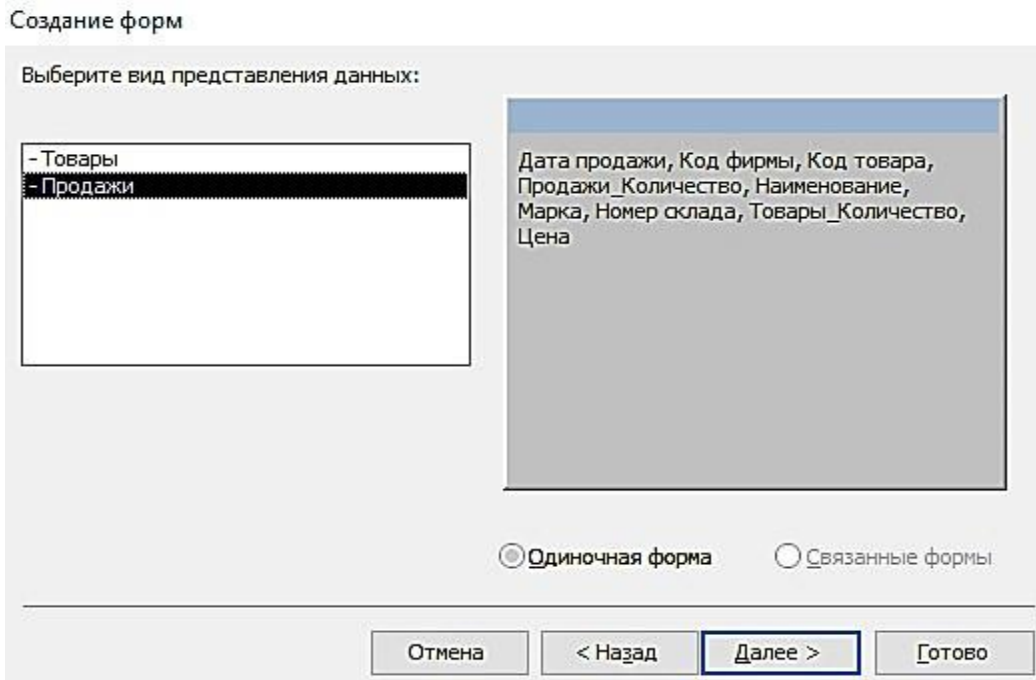 Создание форм
Выберите вид представления данных:
- Товары
- Продажи
Дата продажи, Код фирмы, Код товара,
Продажи_Количество, Наименование,
Марка, Номер склада, Товары_Количество,
Цена
Одиночная форма
Связанные формы
Отмена
< Назад
Далее >
Готово